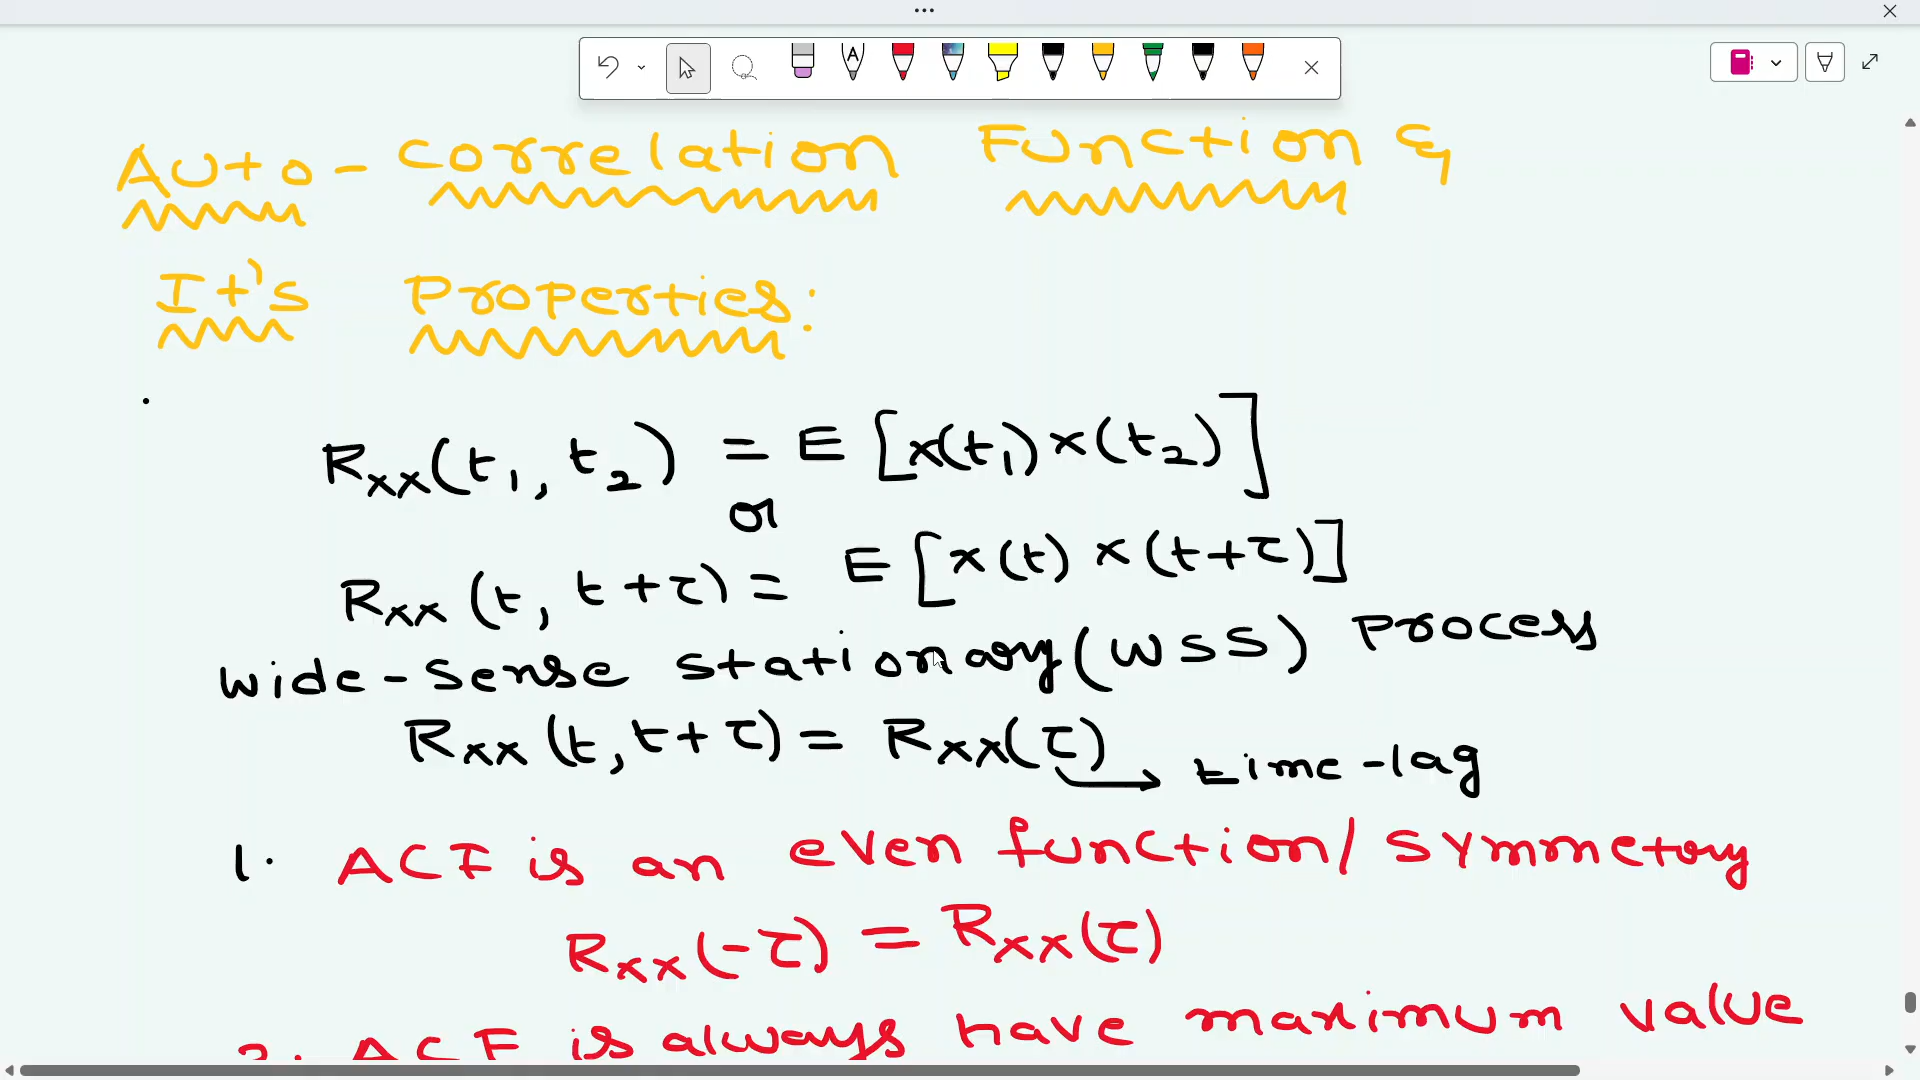 Auto-correlation Function &
It's Properties:
Rxx(t1, t2) = E[x(t1)x(t2)]
or
Rxx(t, t+τ) = E[x(t) x(t+τ)]
wide-sense stationary(WSS) Process
Rxx(t, t+τ) = Rxx(τ)
time-lag
1. ACF is an even function/symmetory
Rxx(-τ) = Rxx(τ)
2. ACF is always have maximum value